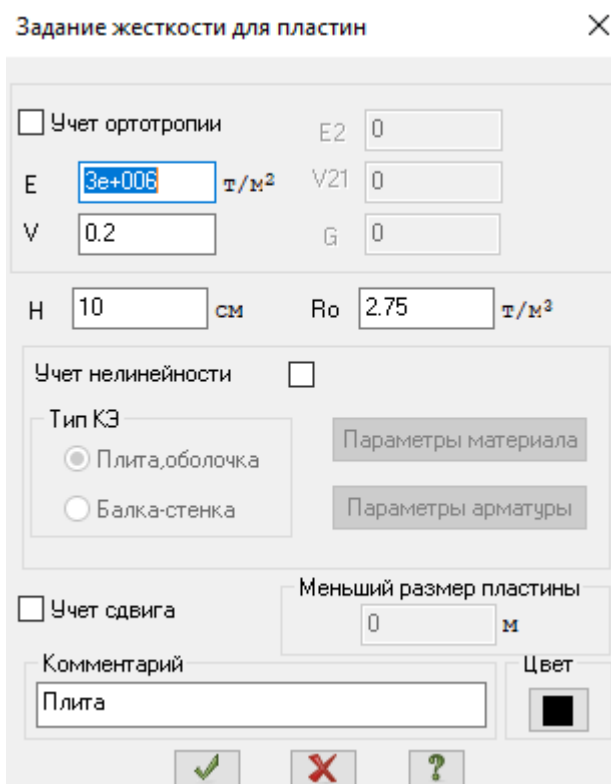 Задание жесткости для пластин
Учет ортотропии
E2 0
E 3e+006 т/м²
V21 0
V 0.2
G 0
H 10 см
Ro 2.75 т/м³
Учет нелинейности
Тип КЭ
Плита,оболочка
Балка-стенка
Параметры материала
Параметры арматуры
Учет сдвига
Меньший размер пластины
0 м
Комментарий
Плита
Цвет
?